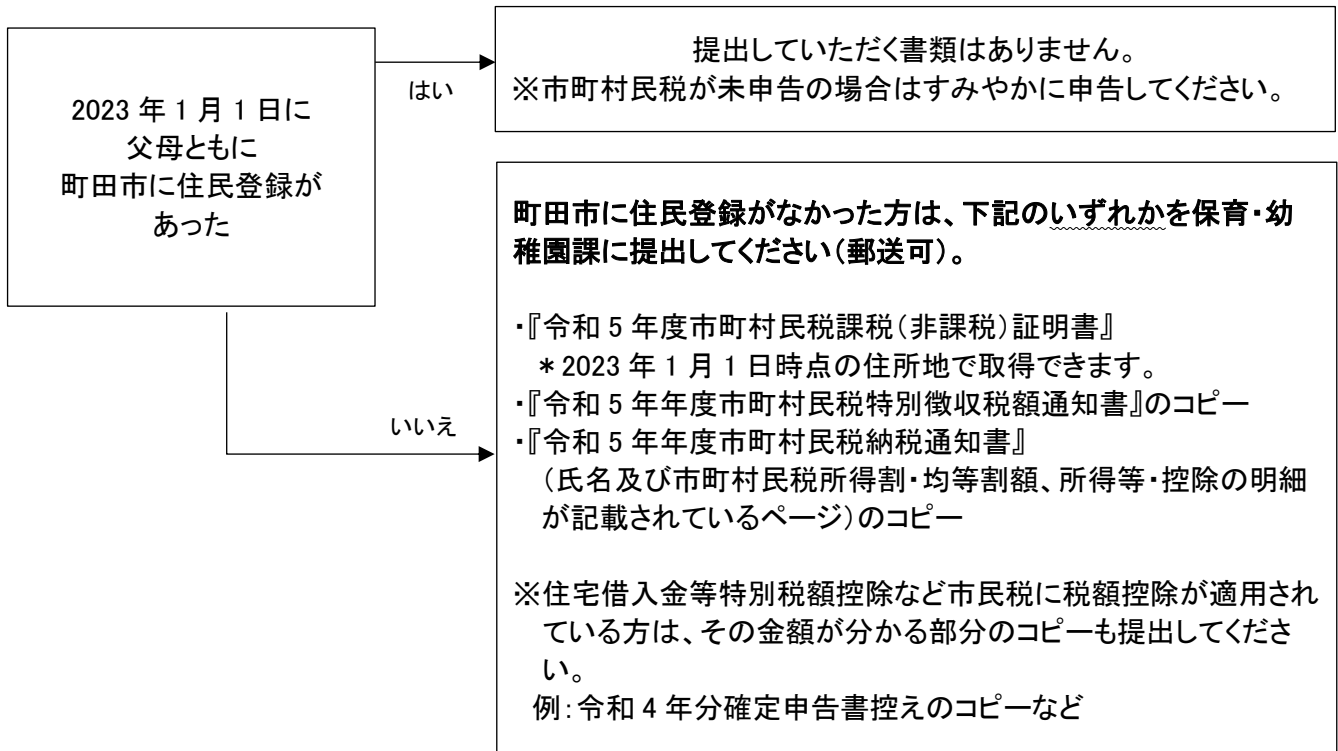 2023 年 1 月 1 日に
父母ともに
町田市に住民登録が
あった
はい
提出していただく書類はありません。
※市町村民税が未申告の場合はすみやかに申告してください。
いいえ
町田市に住民登録がなかった方は、下記のいずれかを保育・幼
稚園課に提出してください(郵送可)。
・『令和 5 年度市町村民税課税(非課税)証明書』
＊2023 年 1 月 1 日時点の住所地で取得できます。
・『令和 5 年年度市町村民税特別徴収税額通知書』のコピー
・『令和 5 年年度市町村民税納税通知書』
(氏名及び市町村民税所得割・均等割額、所得等・控除の明細
が記載されているページ)のコピー
※住宅借入金等特別税額控除など市民税に税額控除が適用され
ている方は、その金額が分かる部分のコピーも提出してくださ
い。
例:令和 4 年分確定申告書控えのコピーなど